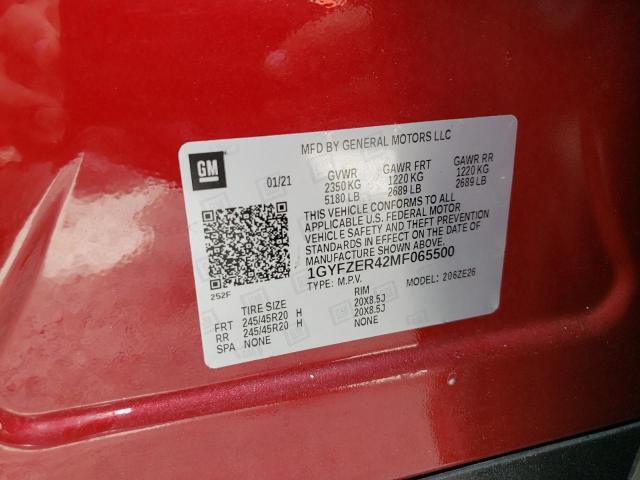 MFD BY GENERAL MOTORS LLC
GM
01/21
GVWR GAWR FRT GAWR RR
2350 KG 1220 KG 1220 KG
5180 LB 2689 LB 2689 LB
THIS VEHICLE CONFORMS TO ALL
APPLICABLE U.S. FEDERAL MOTOR
VEHICLE SAFETY AND THEFT PREVENTION
STANDARDS IN EFFECT ON THE DATE OF
MANUFACTURE SHOWN ABOVE.
1GYFZER42MF065500
TYPE: M.P.V. MODEL: 206ZE26
252F
TIRE SIZE RIM
FRT 245/45R20 H 20X8.5J
RR 245/45R20 H 20X8.5J
SPA NONE NONE